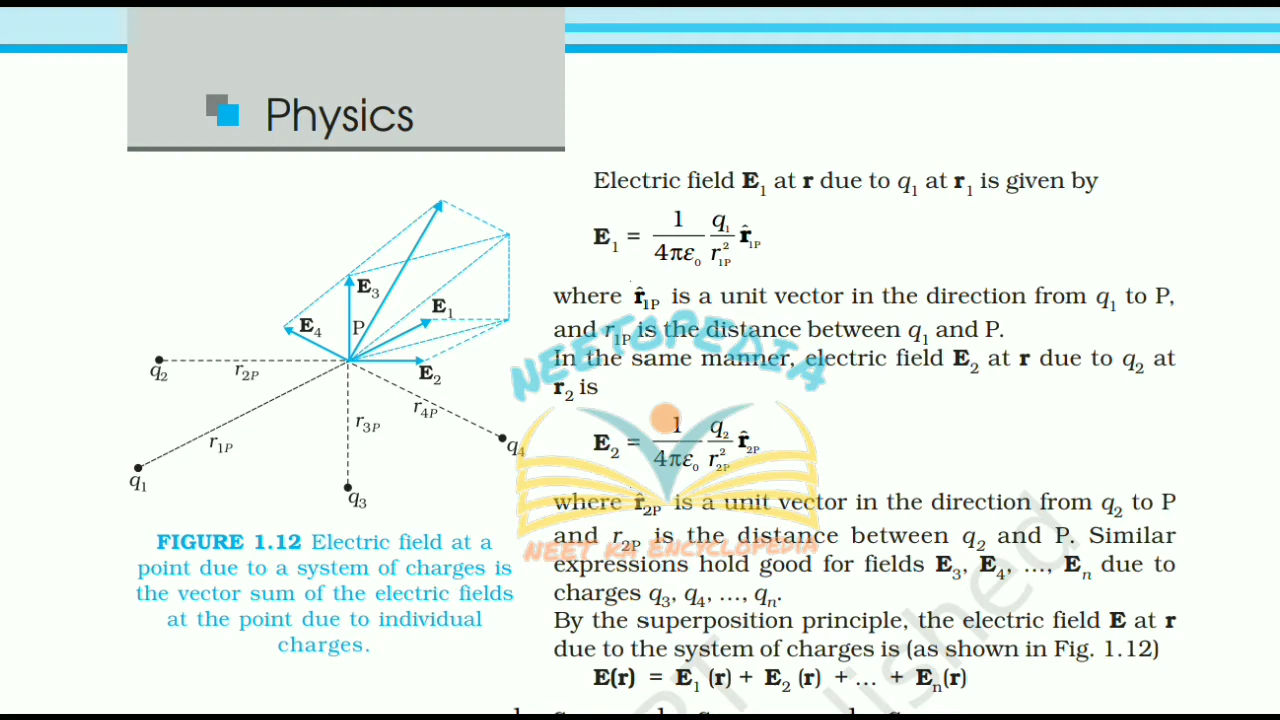 Physics
Electric field E₁ at r due to q₁ at r₁ is given by
E₁ = 1/4πε₀ q₁/r²₁P r̂₁P
where r̂₁P is a unit vector in the direction from q₁ to P,
and r₁P is the distance between q₁ and P.
In the same manner, electric field E₂ at r due to q₂ at
r₂ is
E₂ = 1/4πε₀ q₂/r²₂P r̂₂P
where r̂₂P is a unit vector in the direction from q₂ to P
and r₂P is the distance between q₂ and P. Similar
expressions hold good for fields E₃, E₄, ..., Eₙ due to
charges q₃, q₄, ..., qₙ.
By the superposition principle, the electric field E at r
due to the system of charges is (as shown in Fig. 1.12)
E(r) = E₁ (r) + E₂ (r) + … + Eₙ(r)
E₃
E₁
E₄
P
E₂
q₂
r₂P
r₄P
r₃P
r₁P
q₄
q₁
q₃
FIGURE 1.12 Electric field at a
point due to a system of charges is
the vector sum of the electric fields
at the point due to individual
charges.
NEETOPEDIA
NEET KI ENCYCLOPEDIA